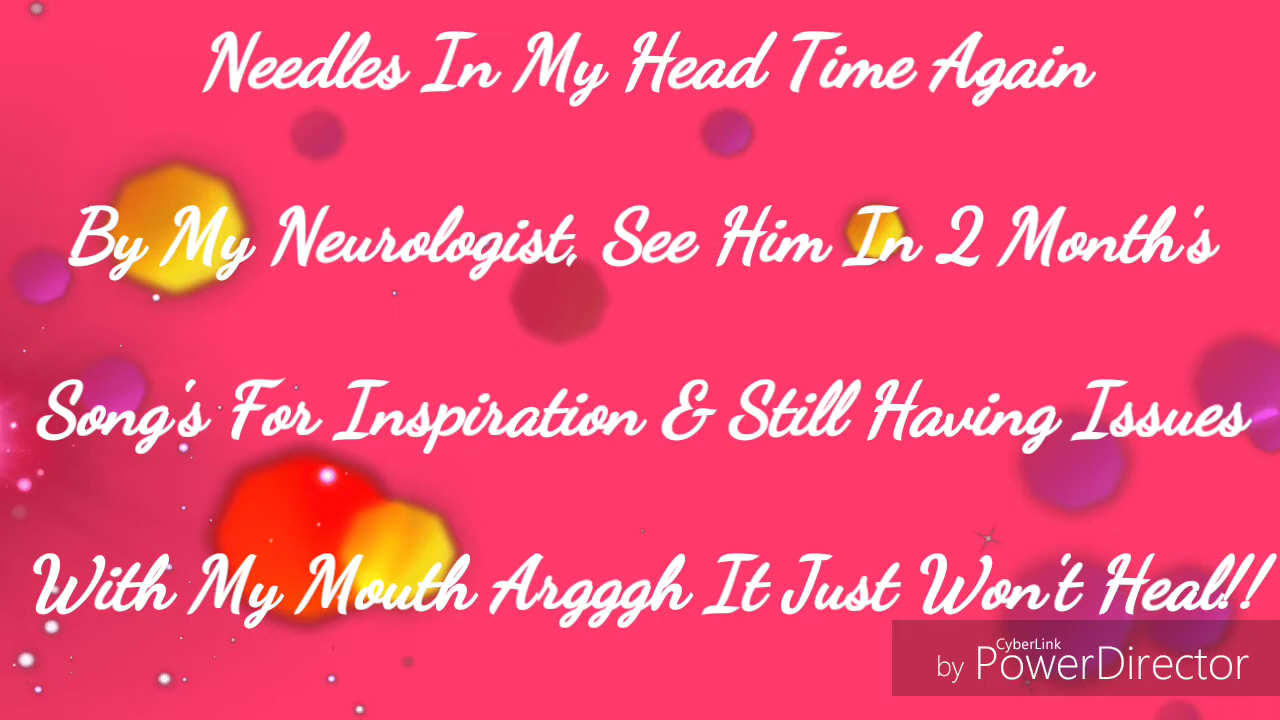 Needles In My Head Time Again
By My Neurologist, See Him In 2 Month's
Song's For Inspiration & Still Having Issues
With My Mouth Argggh It Just Won't Heal!!
CyberLink
by PowerDirector